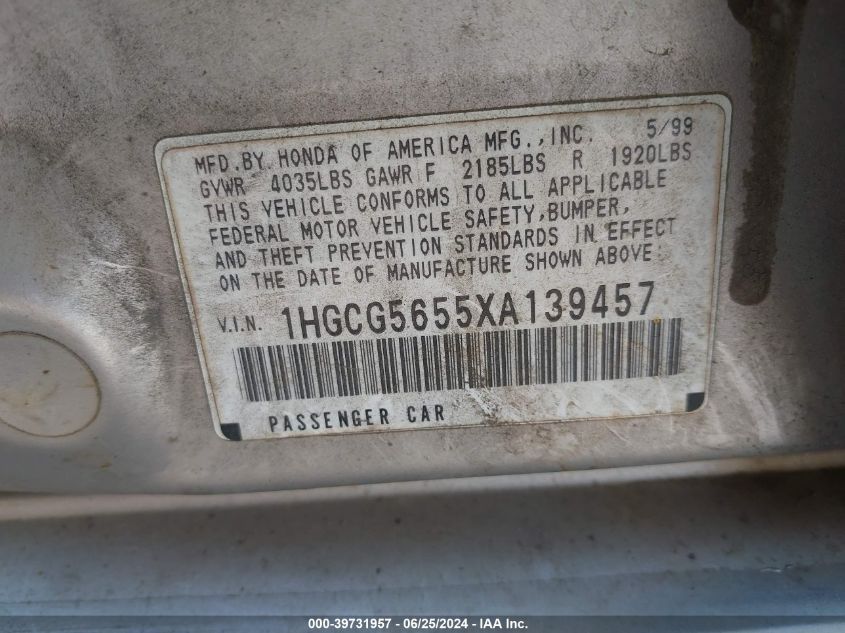 MFD.BY HONDA OF AMERICA MFG.,INC. 5/99
GVWR 4035LBS GAWR F 2185LBS R 1920LBS
THIS VEHICLE CONFORMS TO ALL APPLICABLE
FEDERAL MOTOR VEHICLE SAFETY,BUMPER,
AND THEFT PREVENTION STANDARDS IN EFFECT
ON THE DATE OF MANUFACTURE SHOWN ABOVE.
V.I.N. 1HGCG5655XA139457
PASSENGER CAR
000-39731957 - 06/25/2024 - IAA Inc.